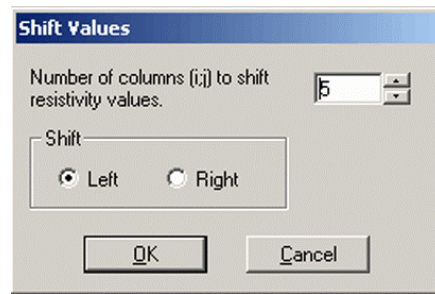 Shift Values
Number of columns (i;j) to shift
resistivity values.
5
Shift
Left
Right
OK
Cancel